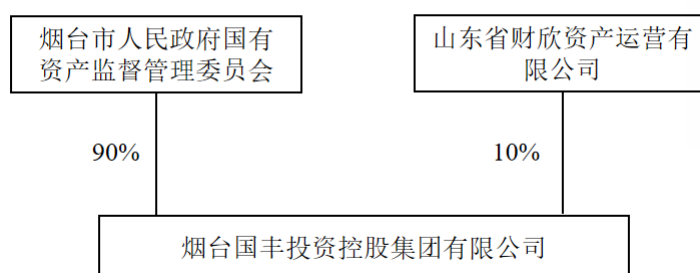 烟台市人民政府国有
资产监督管理委员会
山东省财欣资产运营有
限公司
90%
10%
烟台国丰投资控股集团有限公司